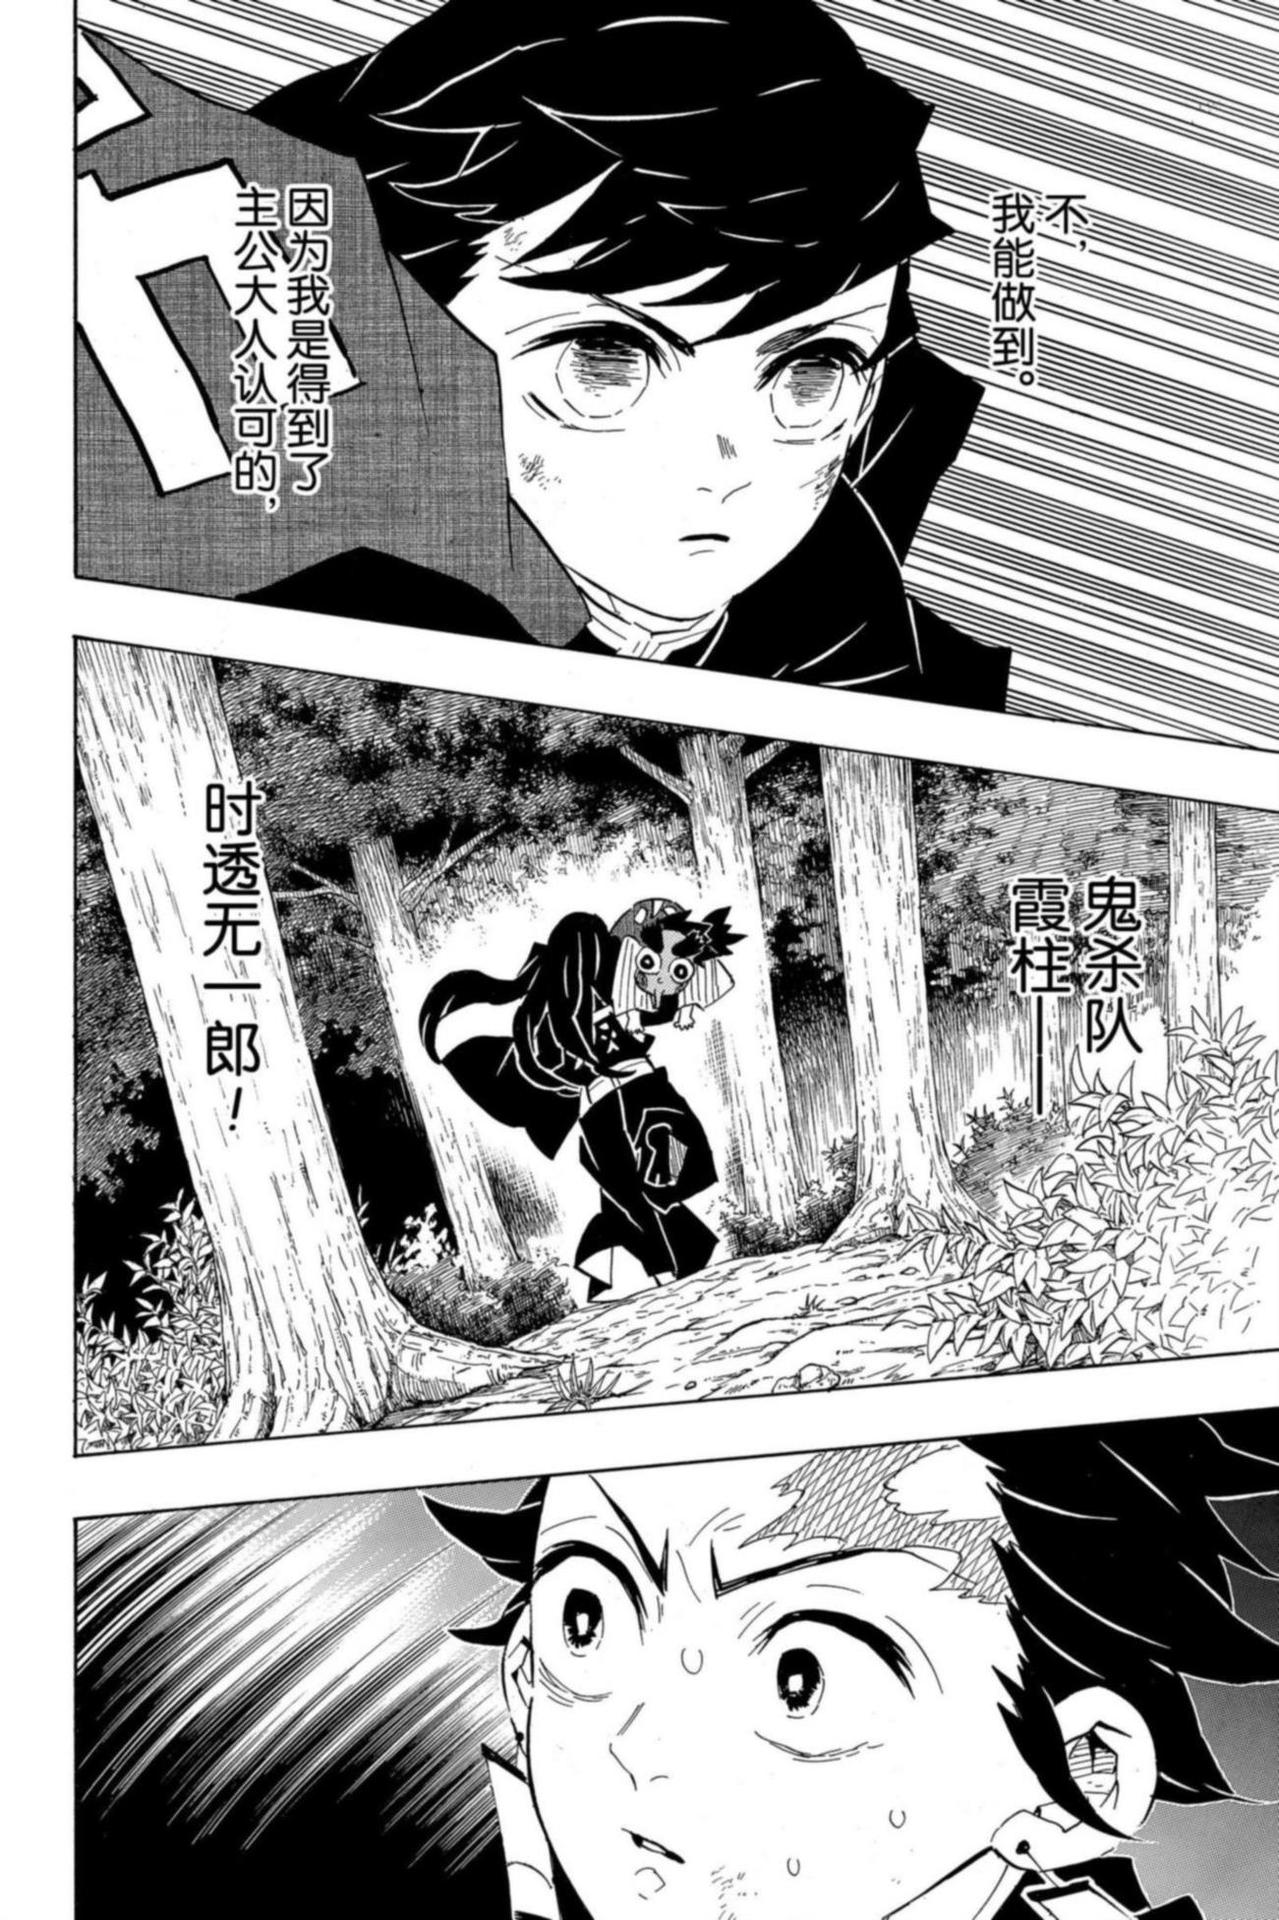 不，
我能做到。
因为我是得到了
主公大人认可的，
鬼杀队
霞柱——
时透无一郎！